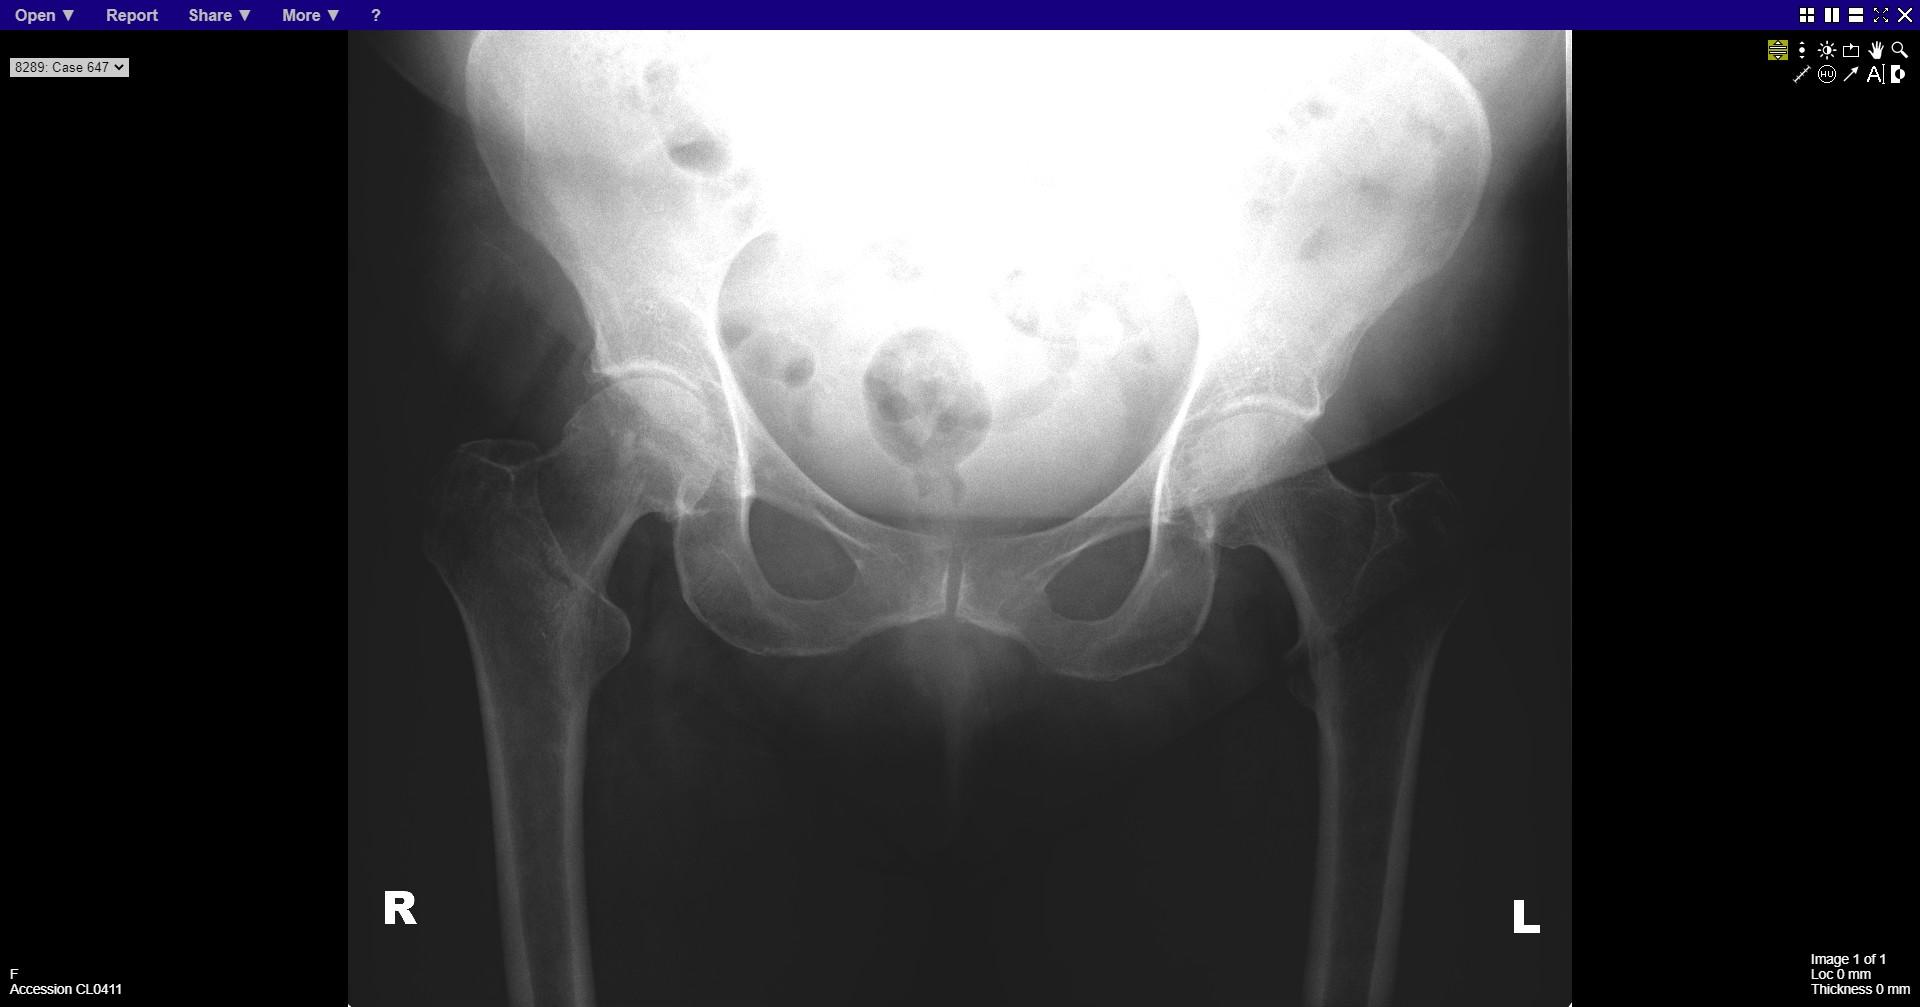 Open ▼ Report Share ▼ More ▼ ?
8289: Case 647
HU A
R
L
F
Accession CL0411
Image 1 of 1
Loc 0 mm
Thickness 0 mm